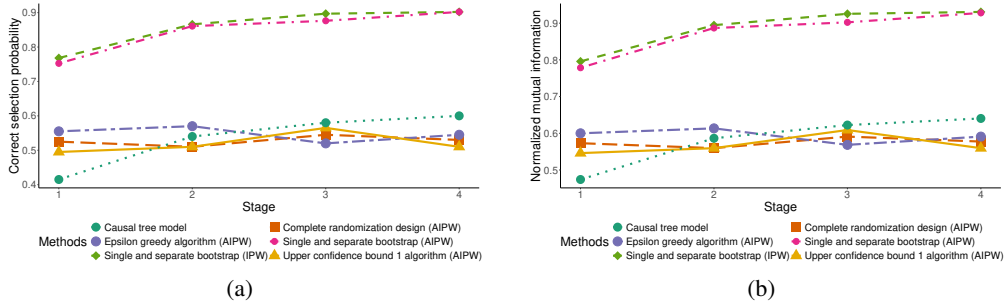 Correct selection probability
0.9
0.8
0.7
0.6
0.5
0.4
1 2 3 4
Stage
Methods
Causal tree model
Epsilon greedy algorithm (AIPW)
Single and separate bootstrap (IPW)
Complete randomization design (AIPW)
Single and separate bootstrap (AIPW)
Upper confidence bound 1 algorithm (AIPW)
(a)
Normalized mutual information
0.9
0.8
0.7
0.6
0.5
1 2 3 4
Stage
Methods
Causal tree model
Epsilon greedy algorithm (AIPW)
Single and separate bootstrap (IPW)
Complete randomization design (AIPW)
Single and separate bootstrap (AIPW)
Upper confidence bound 1 algorithm (AIPW)
(b)